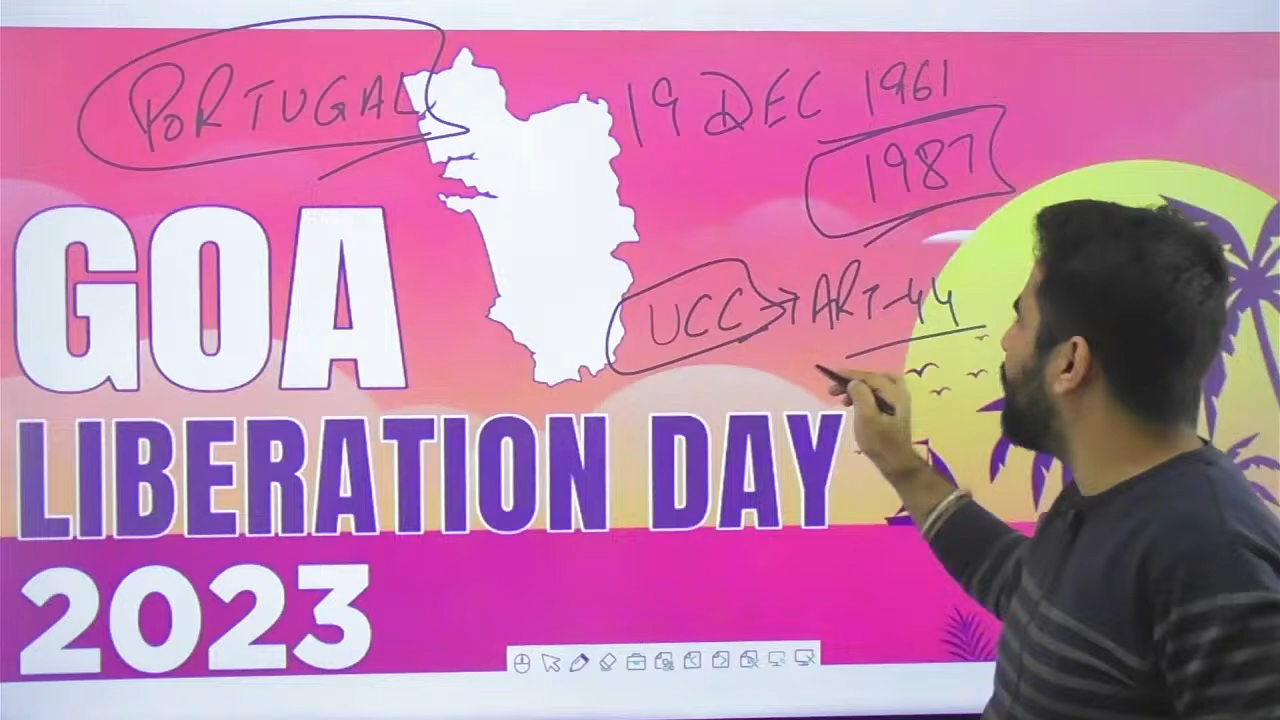 PORTUGAL
19 DEC 1961
1987
UCC → ART-44
GOA
LIBERATION DAY
2023